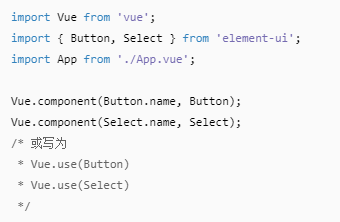 import Vue from 'vue';
import { Button, Select } from 'element-ui';
import App from './App.vue';
Vue.component(Button.name, Button);
Vue.component(Select.name, Select);
/* 或写为
 * Vue.use(Button)
 * Vue.use(Select)
 */